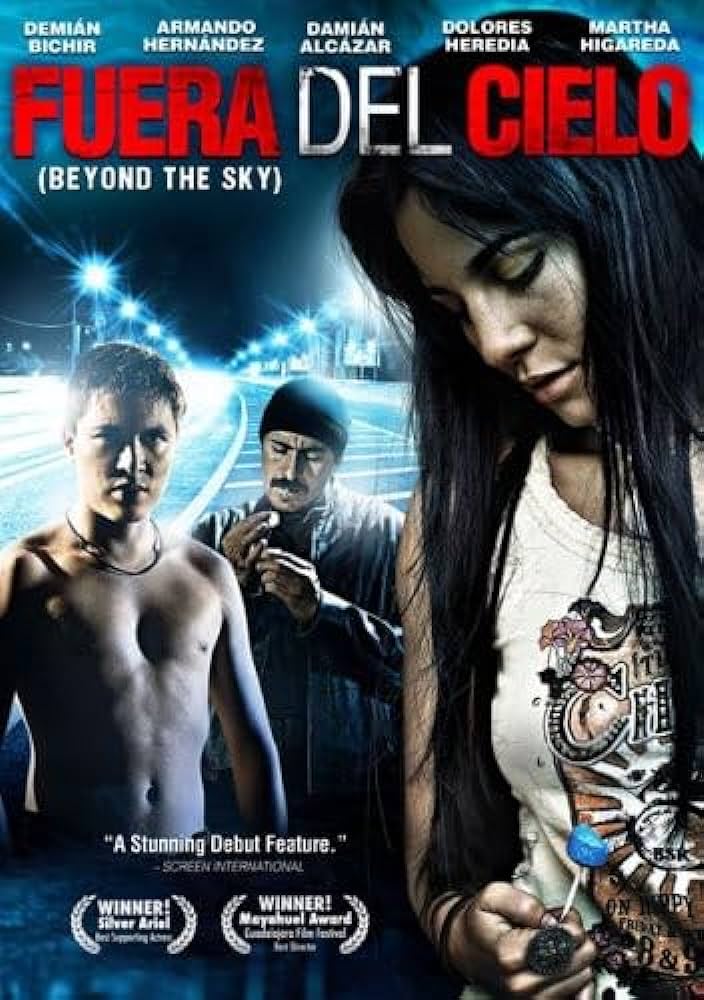 DEMIÁN BICHIR
ARMANDO HERNÁNDEZ
DAMIÁN ALCÁZAR
DOLORES HEREDIA
MARTHA HIGAREDA
FUERA DEL CIELO
(BEYOND THE SKY)
"A Stunning Debut Feature."
– SCREEN INTERNATIONAL
WINNER!
Silver Ariel
Best Supporting Actress
WINNER!
Mayahuel Award
Guadalajara Film Festival
Best Director